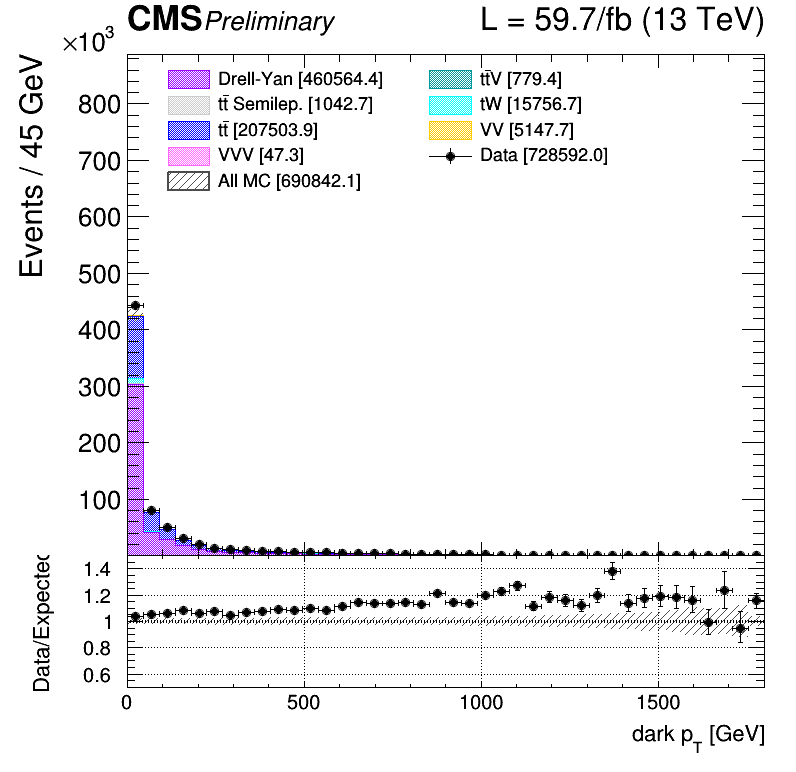 CMS Preliminary L = 59.7/fb (13 TeV)
×10³
Events / 45 GeV
Drell-Yan [460564.4]
tt̄ Semilep. [1042.7]
tt̄ [207503.9]
VVV [47.3]
All MC [690842.1]
tt̄V [779.4]
tW [15756.7]
VV [5147.7]
Data [728592.0]
800
700
600
500
400
300
200
100
Data/Expected
1.4
1.2
1
0.8
0.6
0 500 1000 1500
dark p_T [GeV]